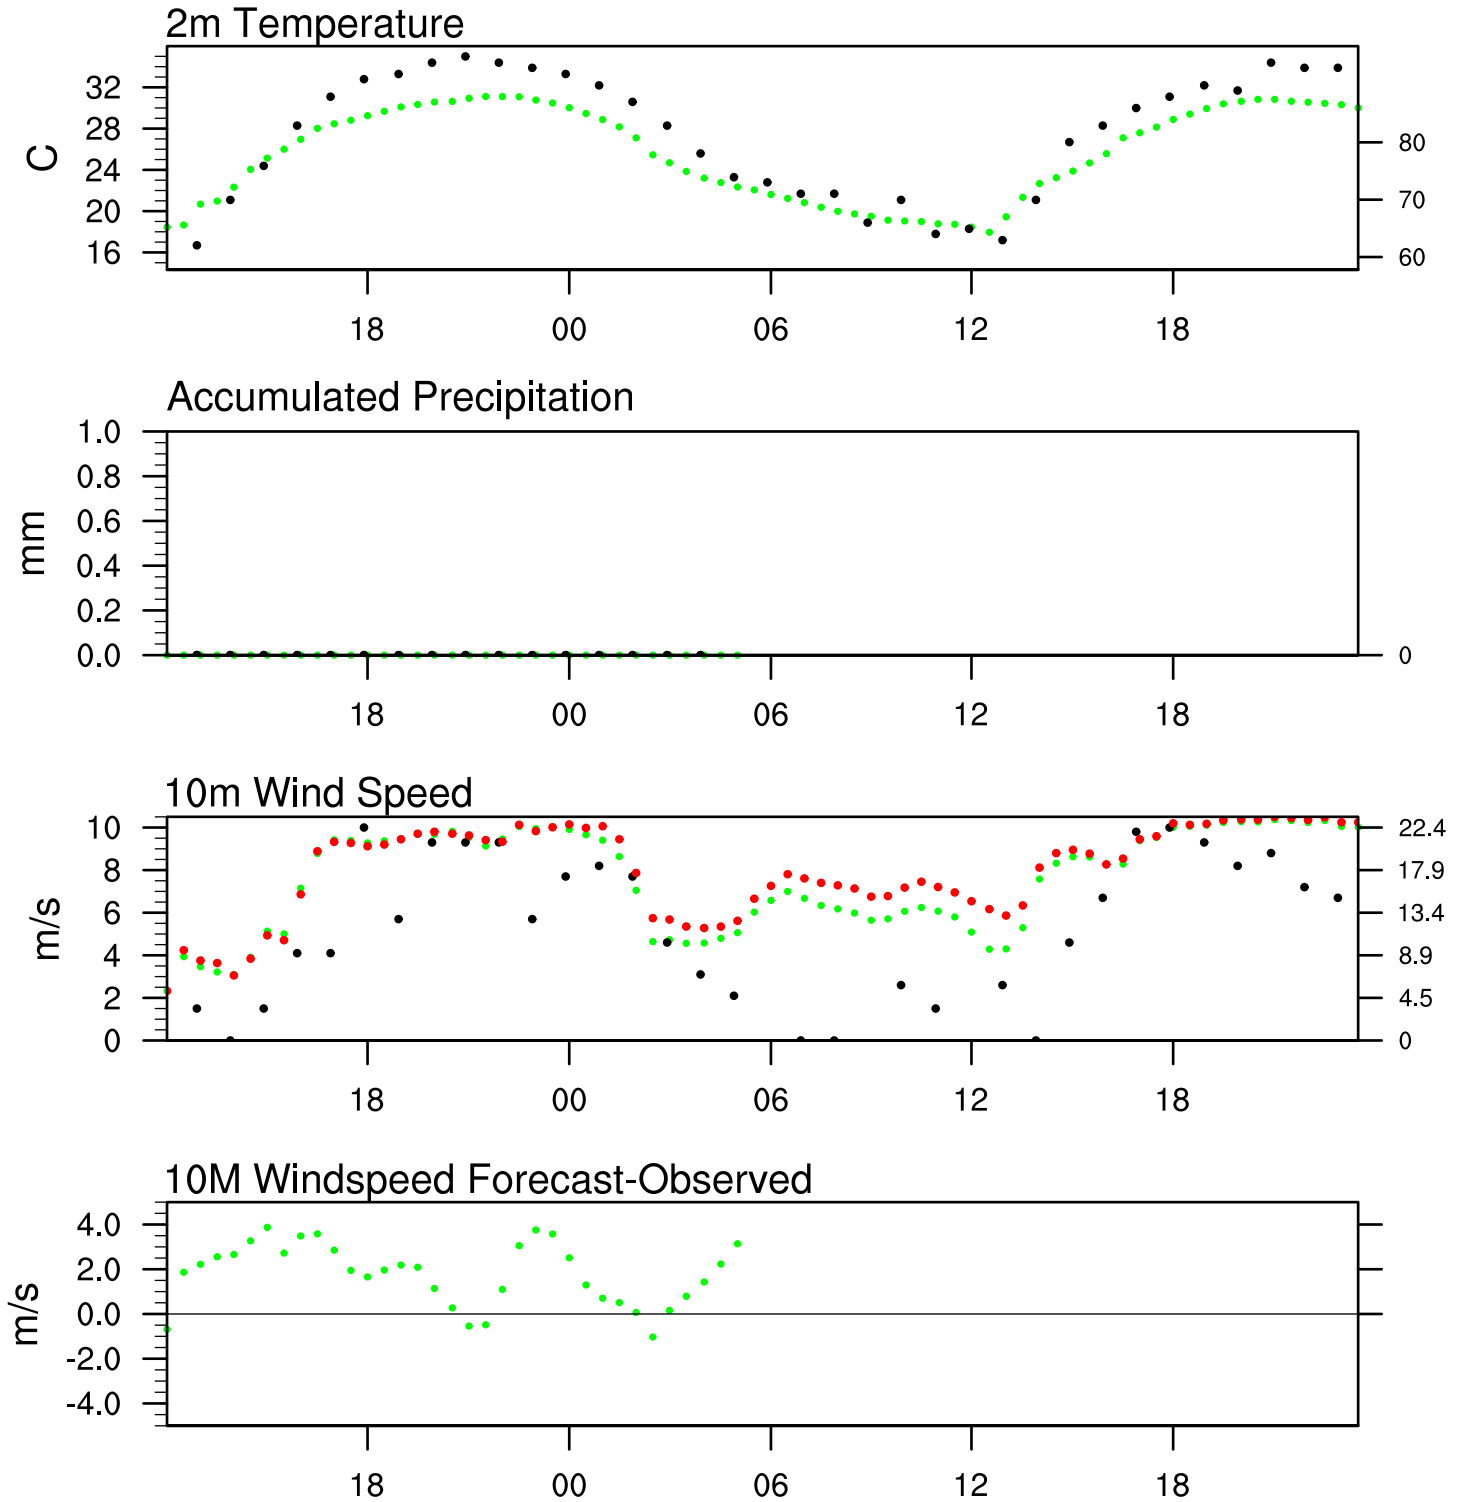 2m Temperature
C
32
28
24
20
16
80
70
60
18 00 06 12 18
Accumulated Precipitation
mm
1.0
0.8
0.6
0.4
0.2
0.0
0
18 00 06 12 18
10m Wind Speed
m/s
10
8
6
4
2
0
22.4
17.9
13.4
8.9
4.5
0
18 00 06 12 18
10M Windspeed Forecast-Observed
m/s
4.0
2.0
0.0
-2.0
-4.0
18 00 06 12 18